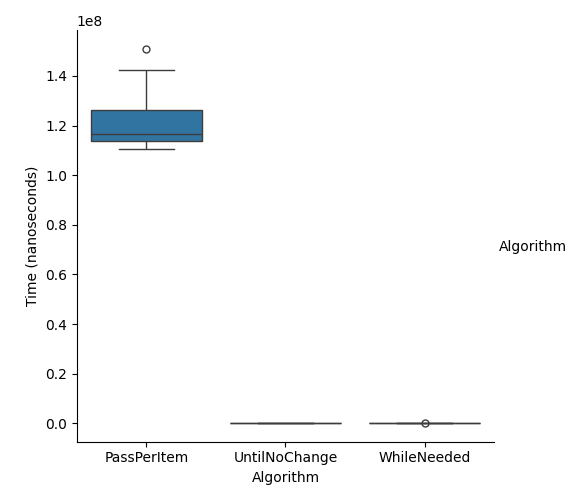 1e8
1.4
1.2
1.0
0.8
0.6
0.4
0.2
0.0
Time (nanoseconds)
PassPerItem UntilNoChange WhileNeeded
Algorithm
Algorithm